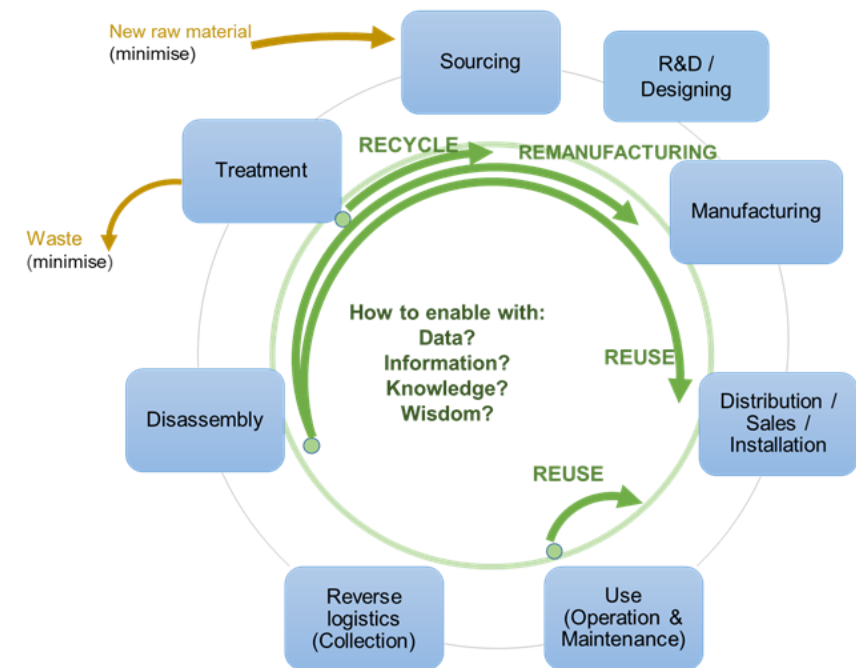 New raw material
(minimise)
Sourcing
R&D /
Designing
RECYCLE
REMANUFACTURING
Treatment
Manufacturing
Waste
(minimise)
How to enable with:
Data?
Information?
Knowledge?
Wisdom?
REUSE
Disassembly
Distribution /
Sales /
Installation
REUSE
Reverse
logistics
(Collection)
Use
(Operation &
Maintenance)